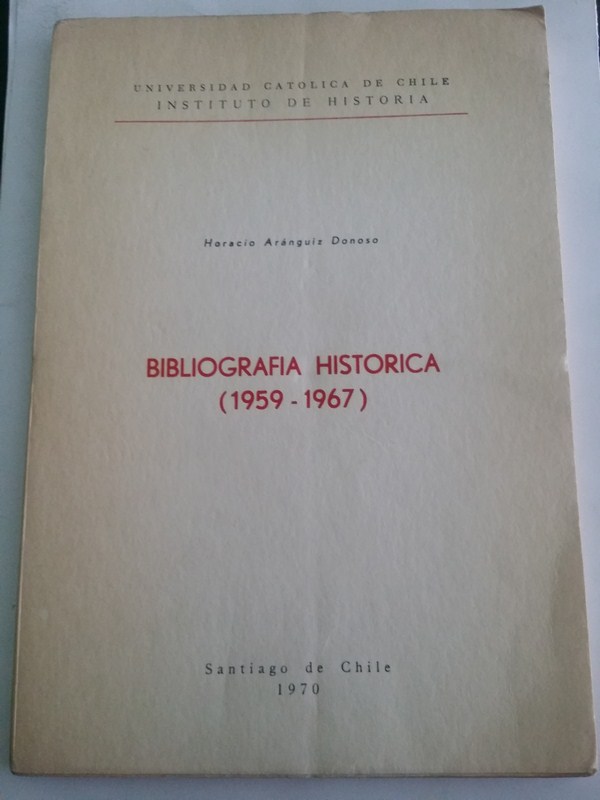 UNIVERSIDAD CATOLICA DE CHILE
INSTITUTO DE HISTORIA
Horacio Aránguiz Donoso
BIBLIOGRAFIA HISTORICA
(1959 - 1967)
Santiago de Chile
1970